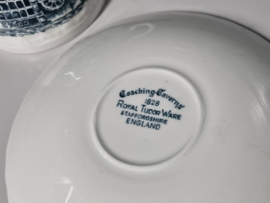 Coaching Taverns
1828
ROYAL TUDOR WARE
STAFFORDSHIRE
ENGLAND